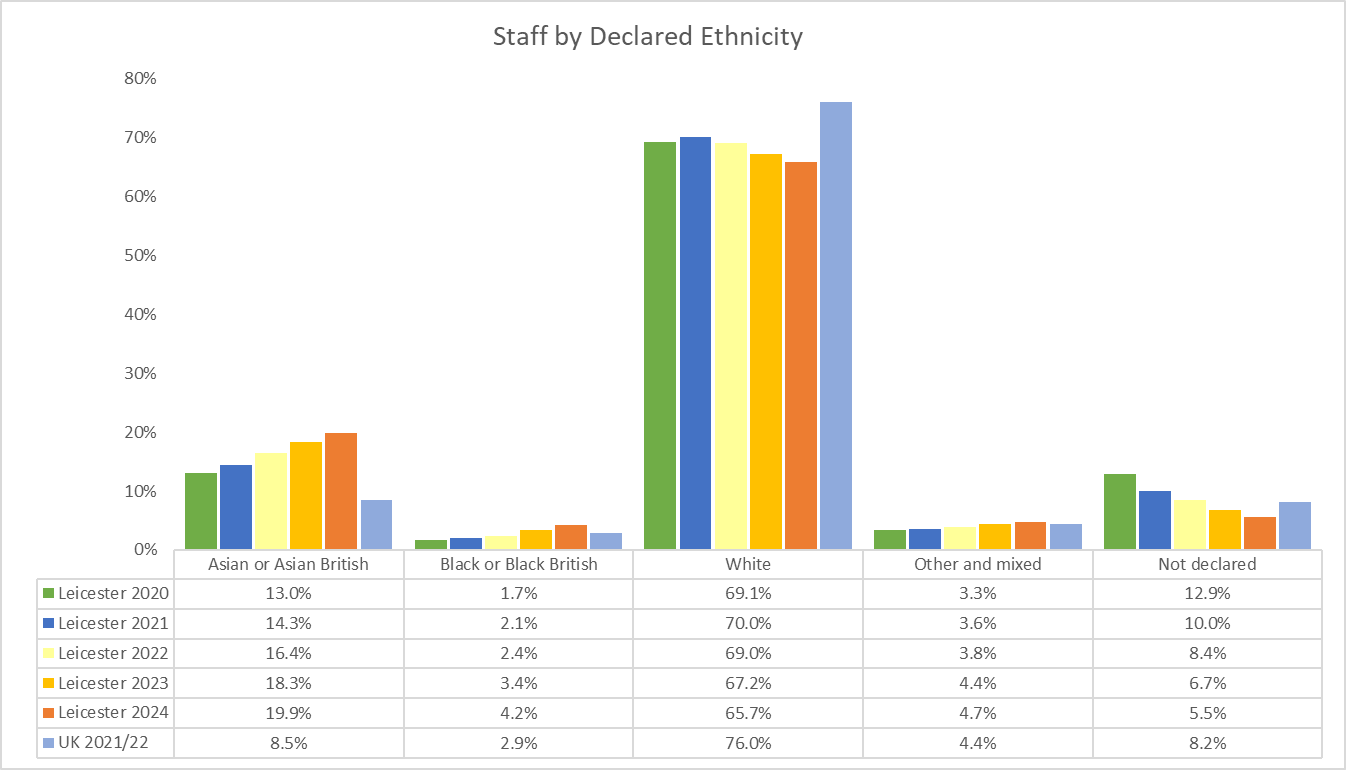 Staff by Declared Ethnicity
80%
70%
60%
50%
40%
30%
20%
10%
0%
Asian or Asian British Black or Black British White Other and mixed Not declared
Leicester 2020 13.0% 1.7% 69.1% 3.3% 12.9%
Leicester 2021 14.3% 2.1% 70.0% 3.6% 10.0%
Leicester 2022 16.4% 2.4% 69.0% 3.8% 8.4%
Leicester 2023 18.3% 3.4% 67.2% 4.4% 6.7%
Leicester 2024 19.9% 4.2% 65.7% 4.7% 5.5%
UK 2021/22 8.5% 2.9% 76.0% 4.4% 8.2%